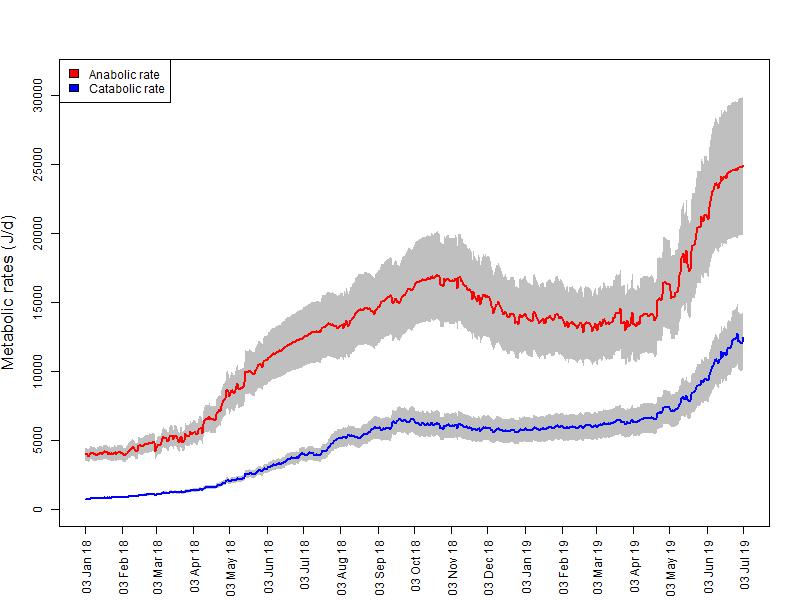 Anabolic rate
Catabolic rate
Metabolic rates (J/d)
30000
25000
20000
15000
10000
5000
0
03 Jan 18
03 Feb 18
03 Mar 18
03 Apr 18
03 May 18
03 Jun 18
03 Jul 18
03 Aug 18
03 Sep 18
03 Oct 18
03 Nov 18
03 Dec 18
03 Jan 19
03 Feb 19
03 Mar 19
03 Apr 19
03 May 19
03 Jun 19
03 Jul 19